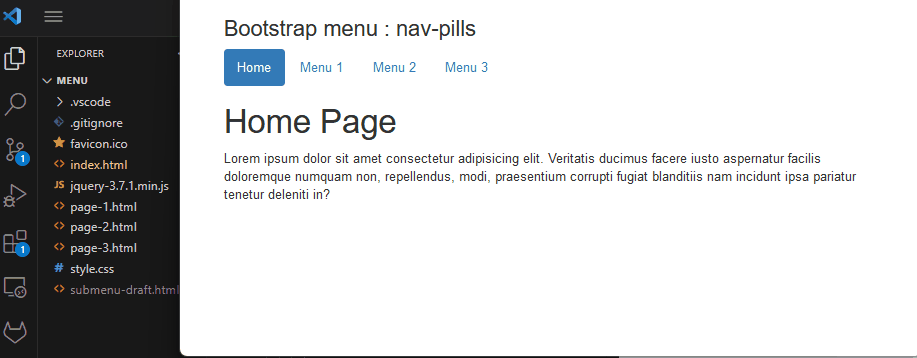 EXPLORER
MENU
.vscode
.gitignore
favicon.ico
index.html
JS jquery-3.7.1.min.js
page-1.html
page-2.html
page-3.html
# style.css
submenu-draft.html
1
1
Bootstrap menu : nav-pills
Home Menu 1 Menu 2 Menu 3
Home Page
Lorem ipsum dolor sit amet consectetur adipisicing elit. Veritatis ducimus facere iusto aspernatur facilis
doloremque numquam non, repellendus, modi, praesentium corrupti fugiat blanditiis nam incidunt ipsa pariatur
tenetur deleniti in?